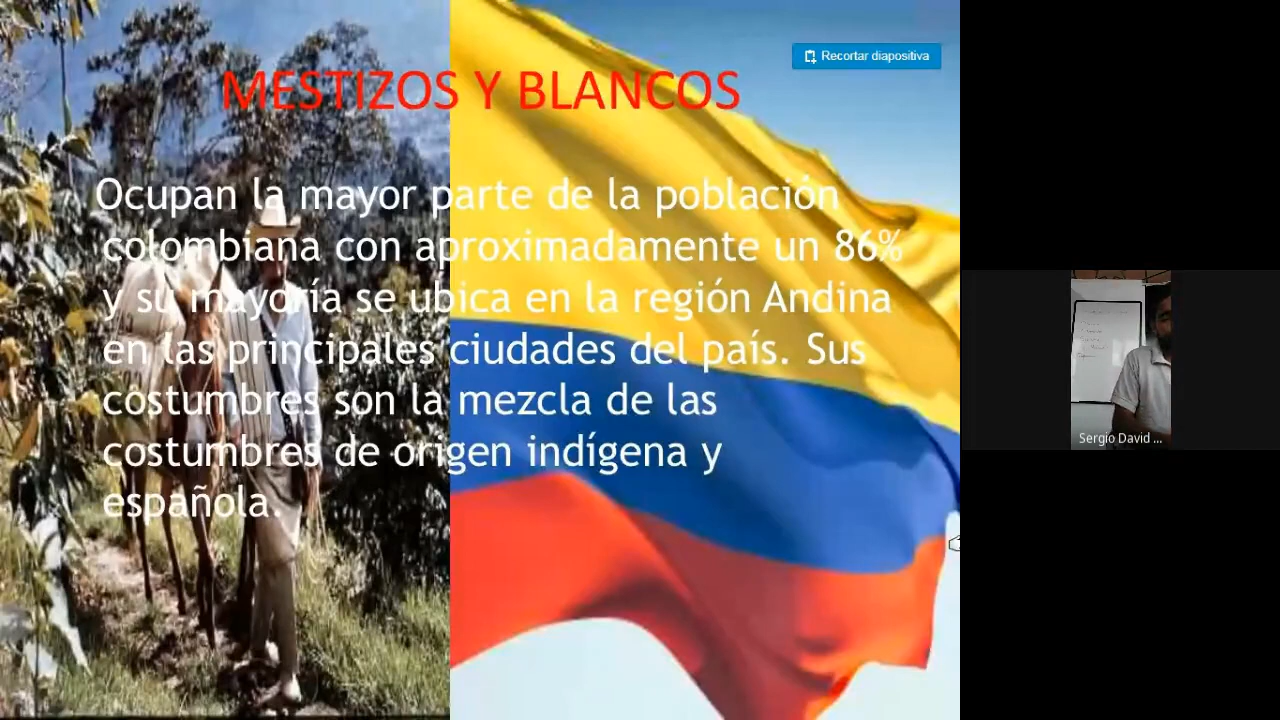 Recortar diapositiva
MESTIZOS Y BLANCOS
Ocupan la mayor parte de la población
colombiana con aproximadamente un 86%
y su mayoría se ubica en la región Andina
en las principales ciudades del país. Sus
costumbres son la mezcla de las
costumbres de origen indígena y
española.
Sergio David ...